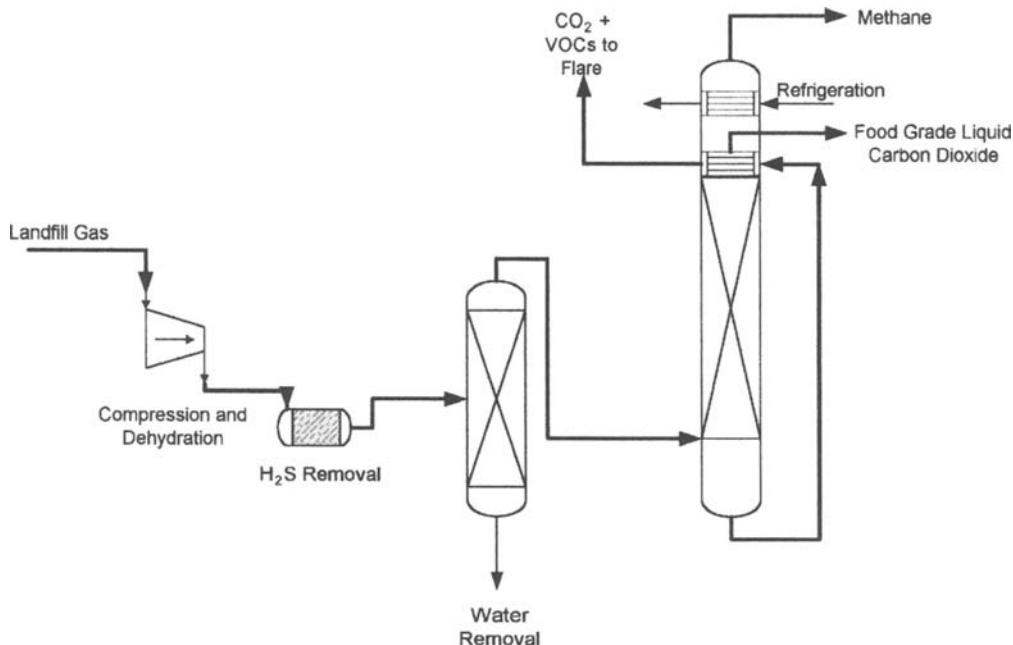 CO₂ +
VOCs to
Flare
Methane
Refrigeration
Food Grade Liquid
Carbon Dioxide
Landfill Gas
Compression and
Dehydration
H₂S Removal
Water
Removal